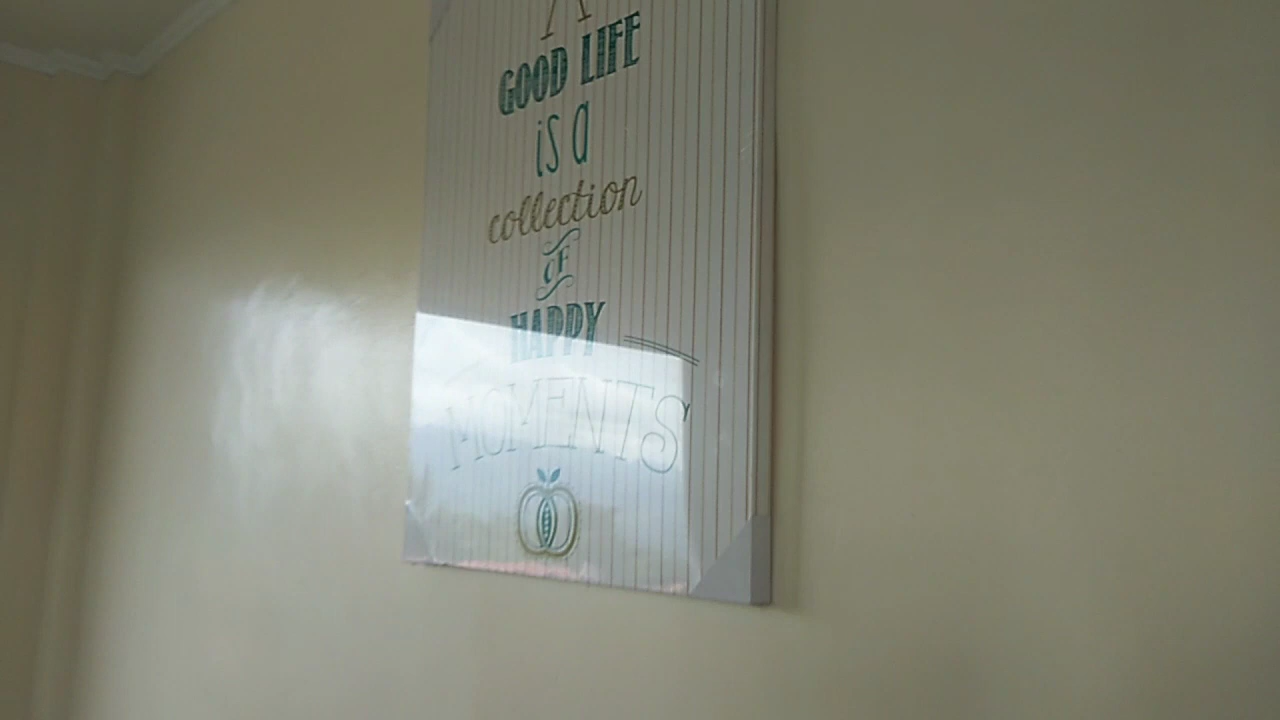 A
GOOD LIFE
is a
collection
OF
HAPPY
MOMENTS